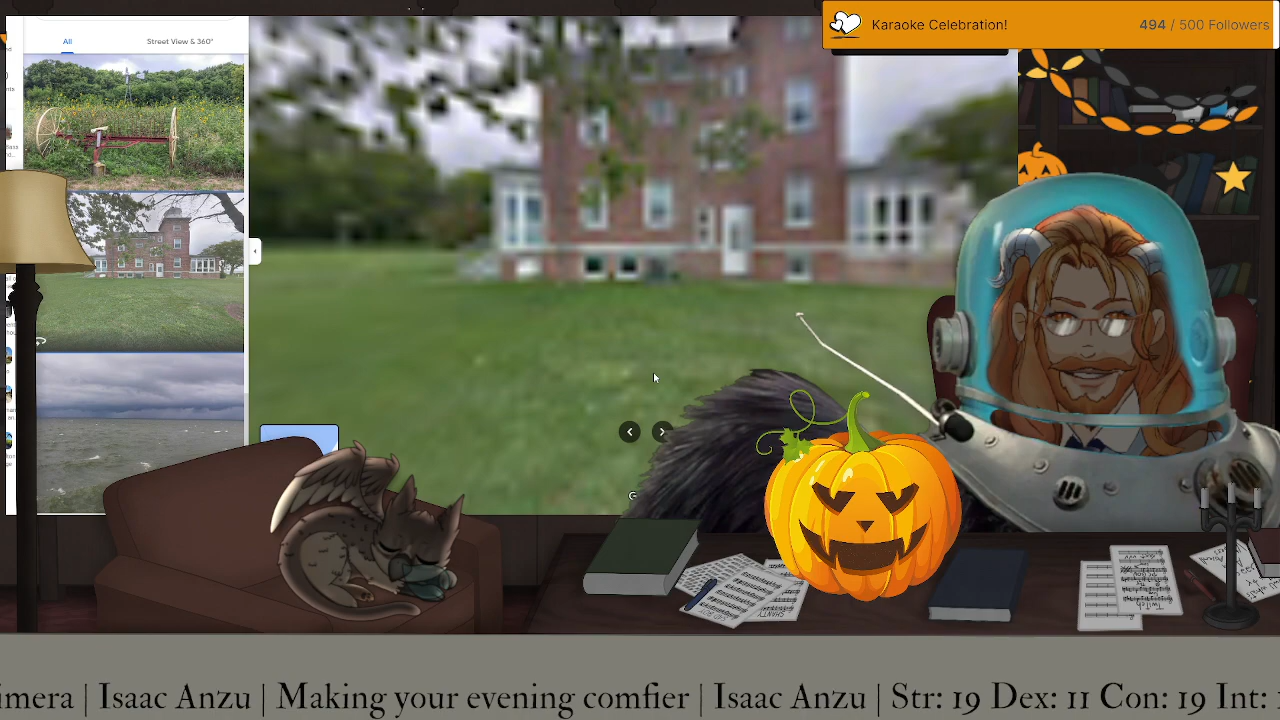 Karaoke Celebration!
494 / 500 Followers
All
Street View & 360°
imera | Isaac Anzu | Making your evening comfier | Isaac Anzu | Str: 19 Dex: 11 Con: 19 Int: